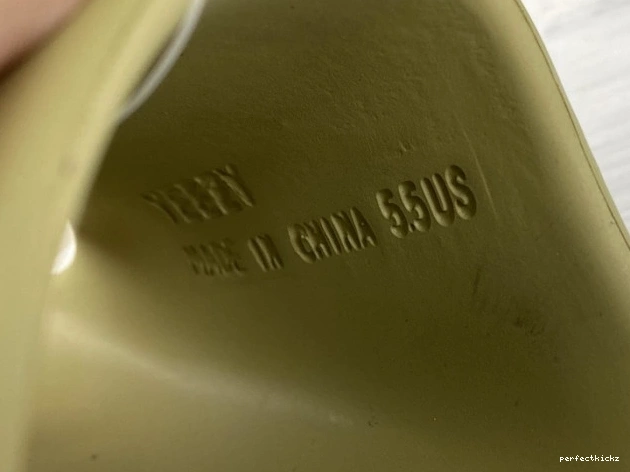 YEEZY
MADE IN CHINA 5.5US
perfectkickz